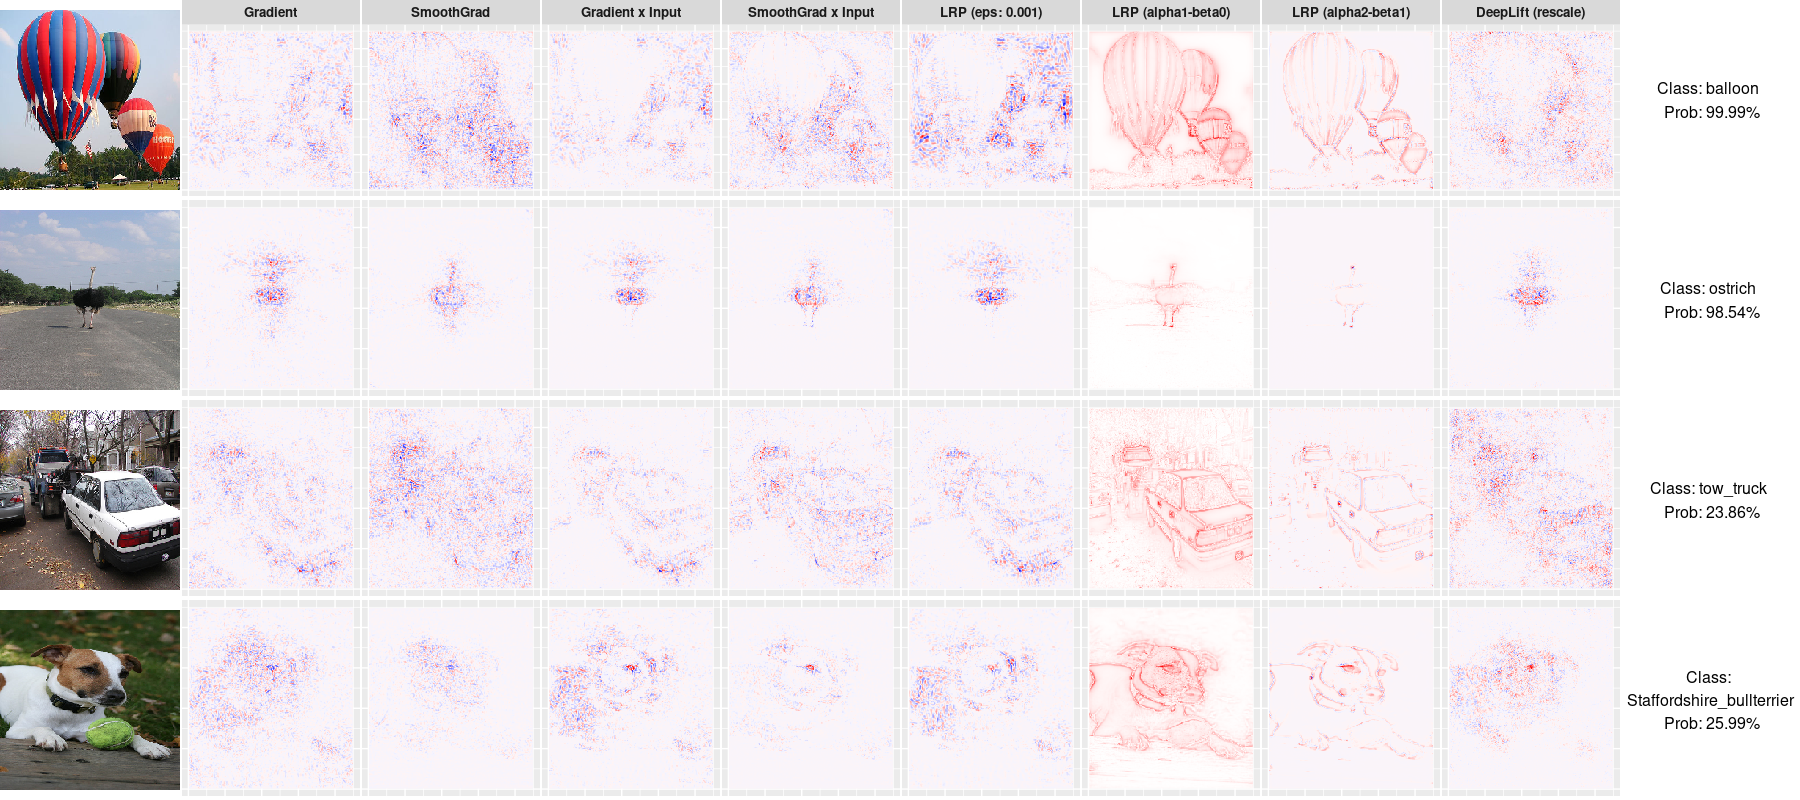 Gradient SmoothGrad Gradient x Input SmoothGrad x Input LRP (eps: 0.001) LRP (alpha1-beta0) LRP (alpha2-beta1) DeepLift (rescale)
Class: balloon
Prob: 99.99%
Class: ostrich
Prob: 98.54%
Class: tow_truck
Prob: 23.86%
Class:
Staffordshire_bullterrier
Prob: 25.99%